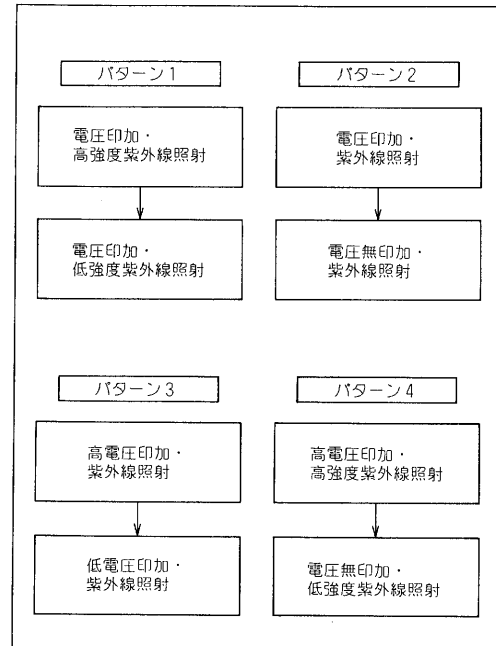 パターン1
電圧印加・
高強度紫外線照射
電圧印加・
低強度紫外線照射
パターン2
電圧印加・
紫外線照射
電圧無印加・
紫外線照射
パターン3
高電圧印加・
紫外線照射
低電圧印加・
紫外線照射
パターン4
高電圧印加・
高強度紫外線照射
電圧無印加・
低強度紫外線照射